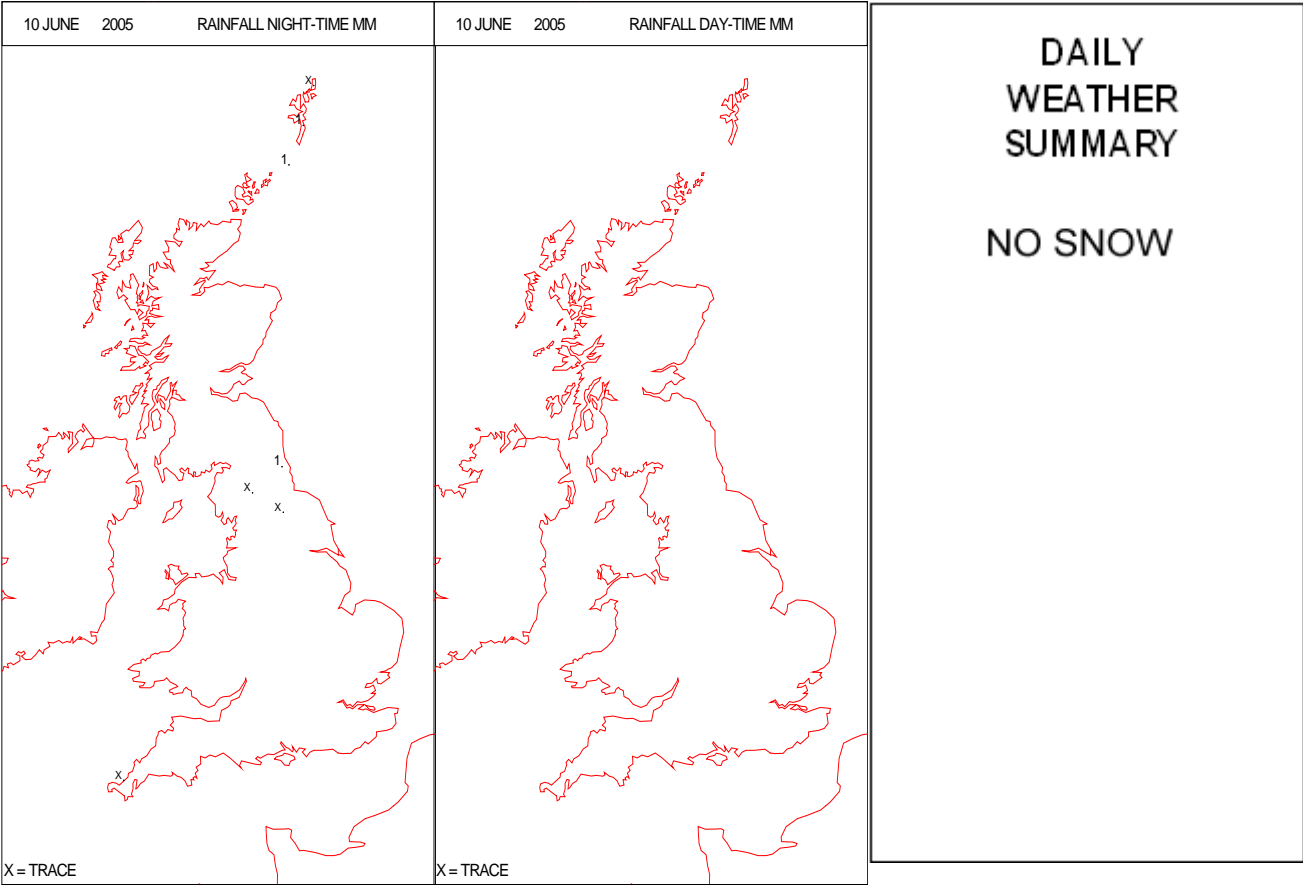 10 JUNE 2005 RAINFALL NIGHT-TIME MM
X.
1.
1.
1.
X.
X.
X.
X = TRACE
10 JUNE 2005 RAINFALL DAY-TIME MM
X = TRACE
DAILY
WEATHER
SUMMARY
NO SNOW